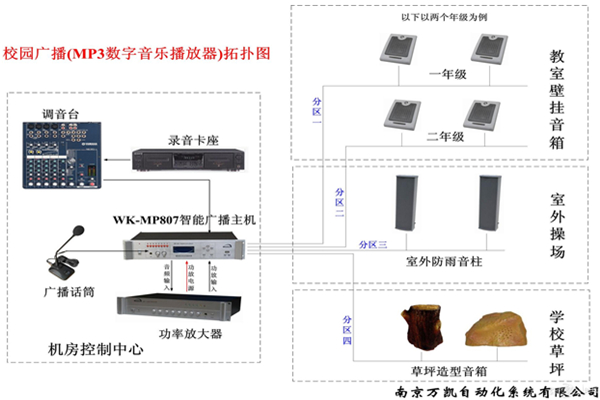 校园广播(MP3数字音乐播放器)拓扑图
以下以两个年级为例
一年级
二年级
教室壁挂音箱
分区一
分区二
分区三
分区四
室外防雨音柱
室外操场
草坪造型音箱
学校草坪
调音台
录音卡座
WK-MP807智能广播主机
广播话筒
音频输入
功放电源
功放输入
功率放大器
机房控制中心
南京万凯自动化系统有限公司